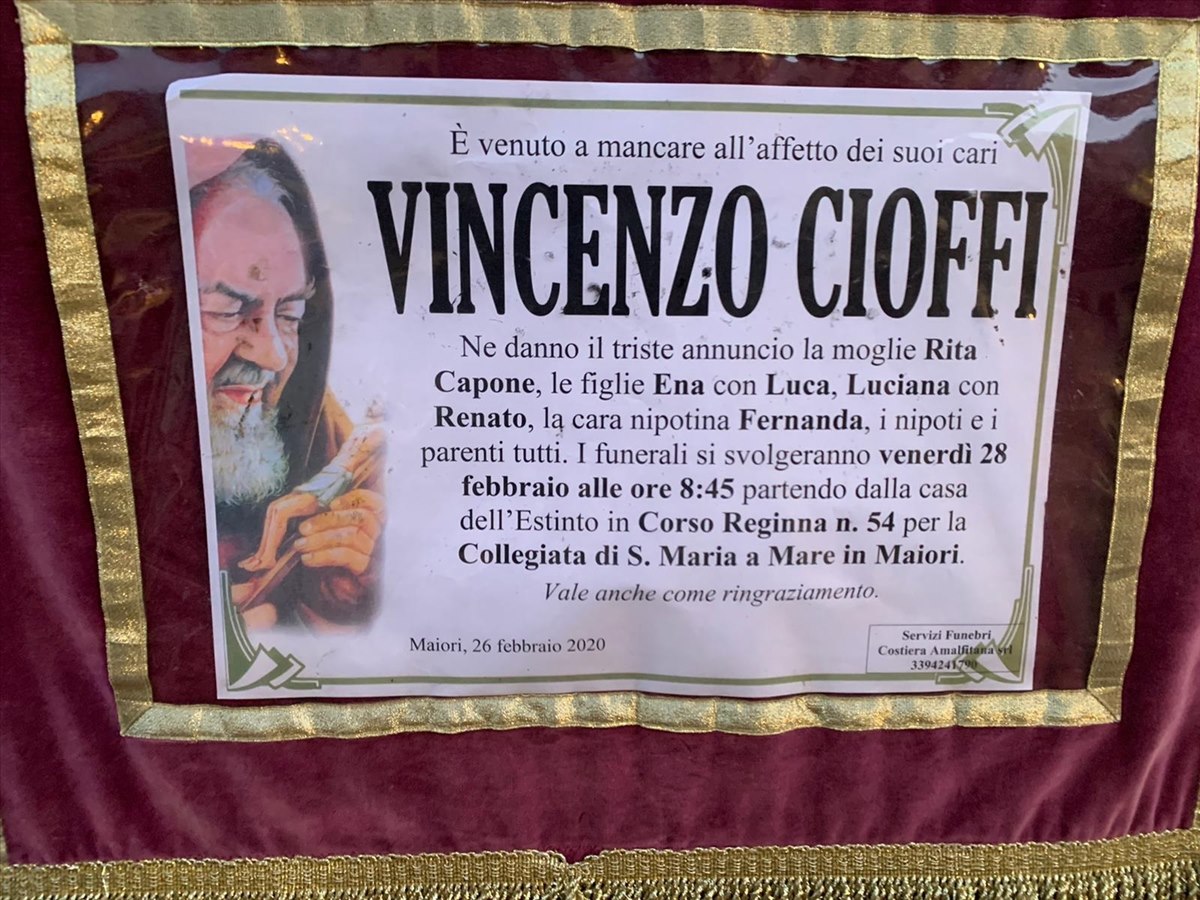 È venuto a mancare all'affetto dei suoi cari
VINCENZO CIOFFI
Ne danno il triste annuncio la moglie Rita
Capone, le figlie Ena con Luca, Luciana con
Renato, la cara nipotina Fernanda, i nipoti e i
parenti tutti. I funerali si svolgeranno venerdì 28
febbraio alle ore 8:45 partendo dalla casa
dell'Estinto in Corso Reginna n. 54 per la
Collegiata di S. Maria a Mare in Maiori.
Vale anche come ringraziamento.
Maiori, 26 febbraio 2020
Servizi Funebri
Costiera Amalfitana srl
3394241790